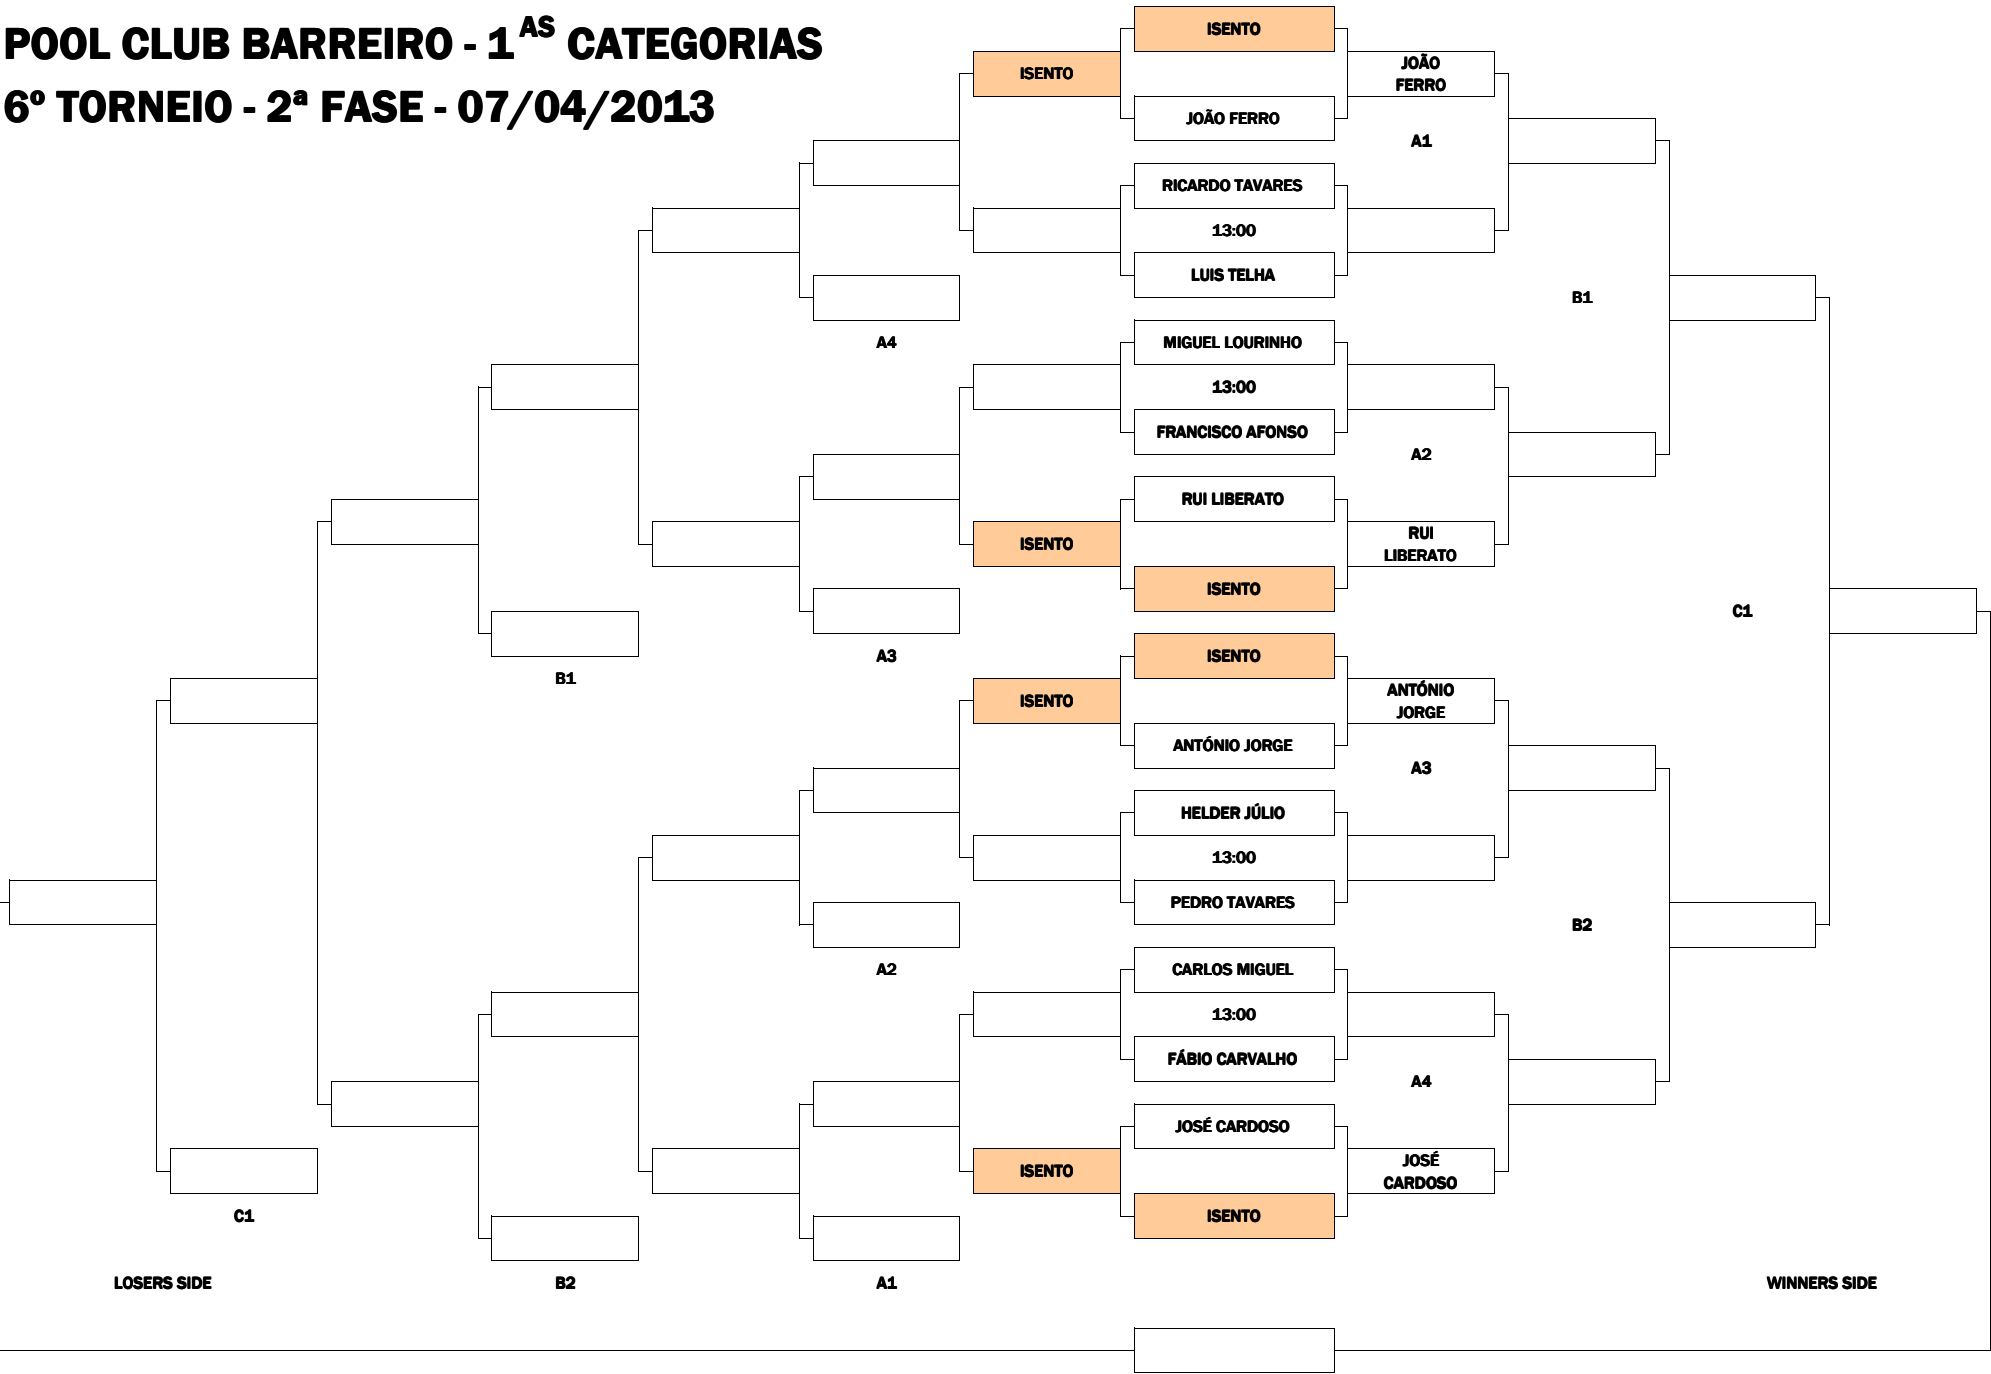 POOL CLUB BARREIRO - 1AS CATEGORIAS
6º TORNEIO - 2ª FASE - 07/04/2013
ISENTO
ISENTO
JOÃO
FERRO
JOÃO FERRO
A1
RICARDO TAVARES
13:00
LUIS TELHA
B1
A4
MIGUEL LOURINHO
13:00
FRANCISCO AFONSO
A2
RUI LIBERATO
ISENTO
RUI
LIBERATO
ISENTO
C1
A3
ISENTO
B1
ISENTO
ANTÓNIO
JORGE
ANTÓNIO JORGE
A3
HELDER JÚLIO
13:00
PEDRO TAVARES
B2
A2
CARLOS MIGUEL
13:00
FÁBIO CARVALHO
A4
JOSÉ CARDOSO
ISENTO
JOSÉ
CARDOSO
C1
ISENTO
LOSERS SIDE
B2
A1
WINNERS SIDE